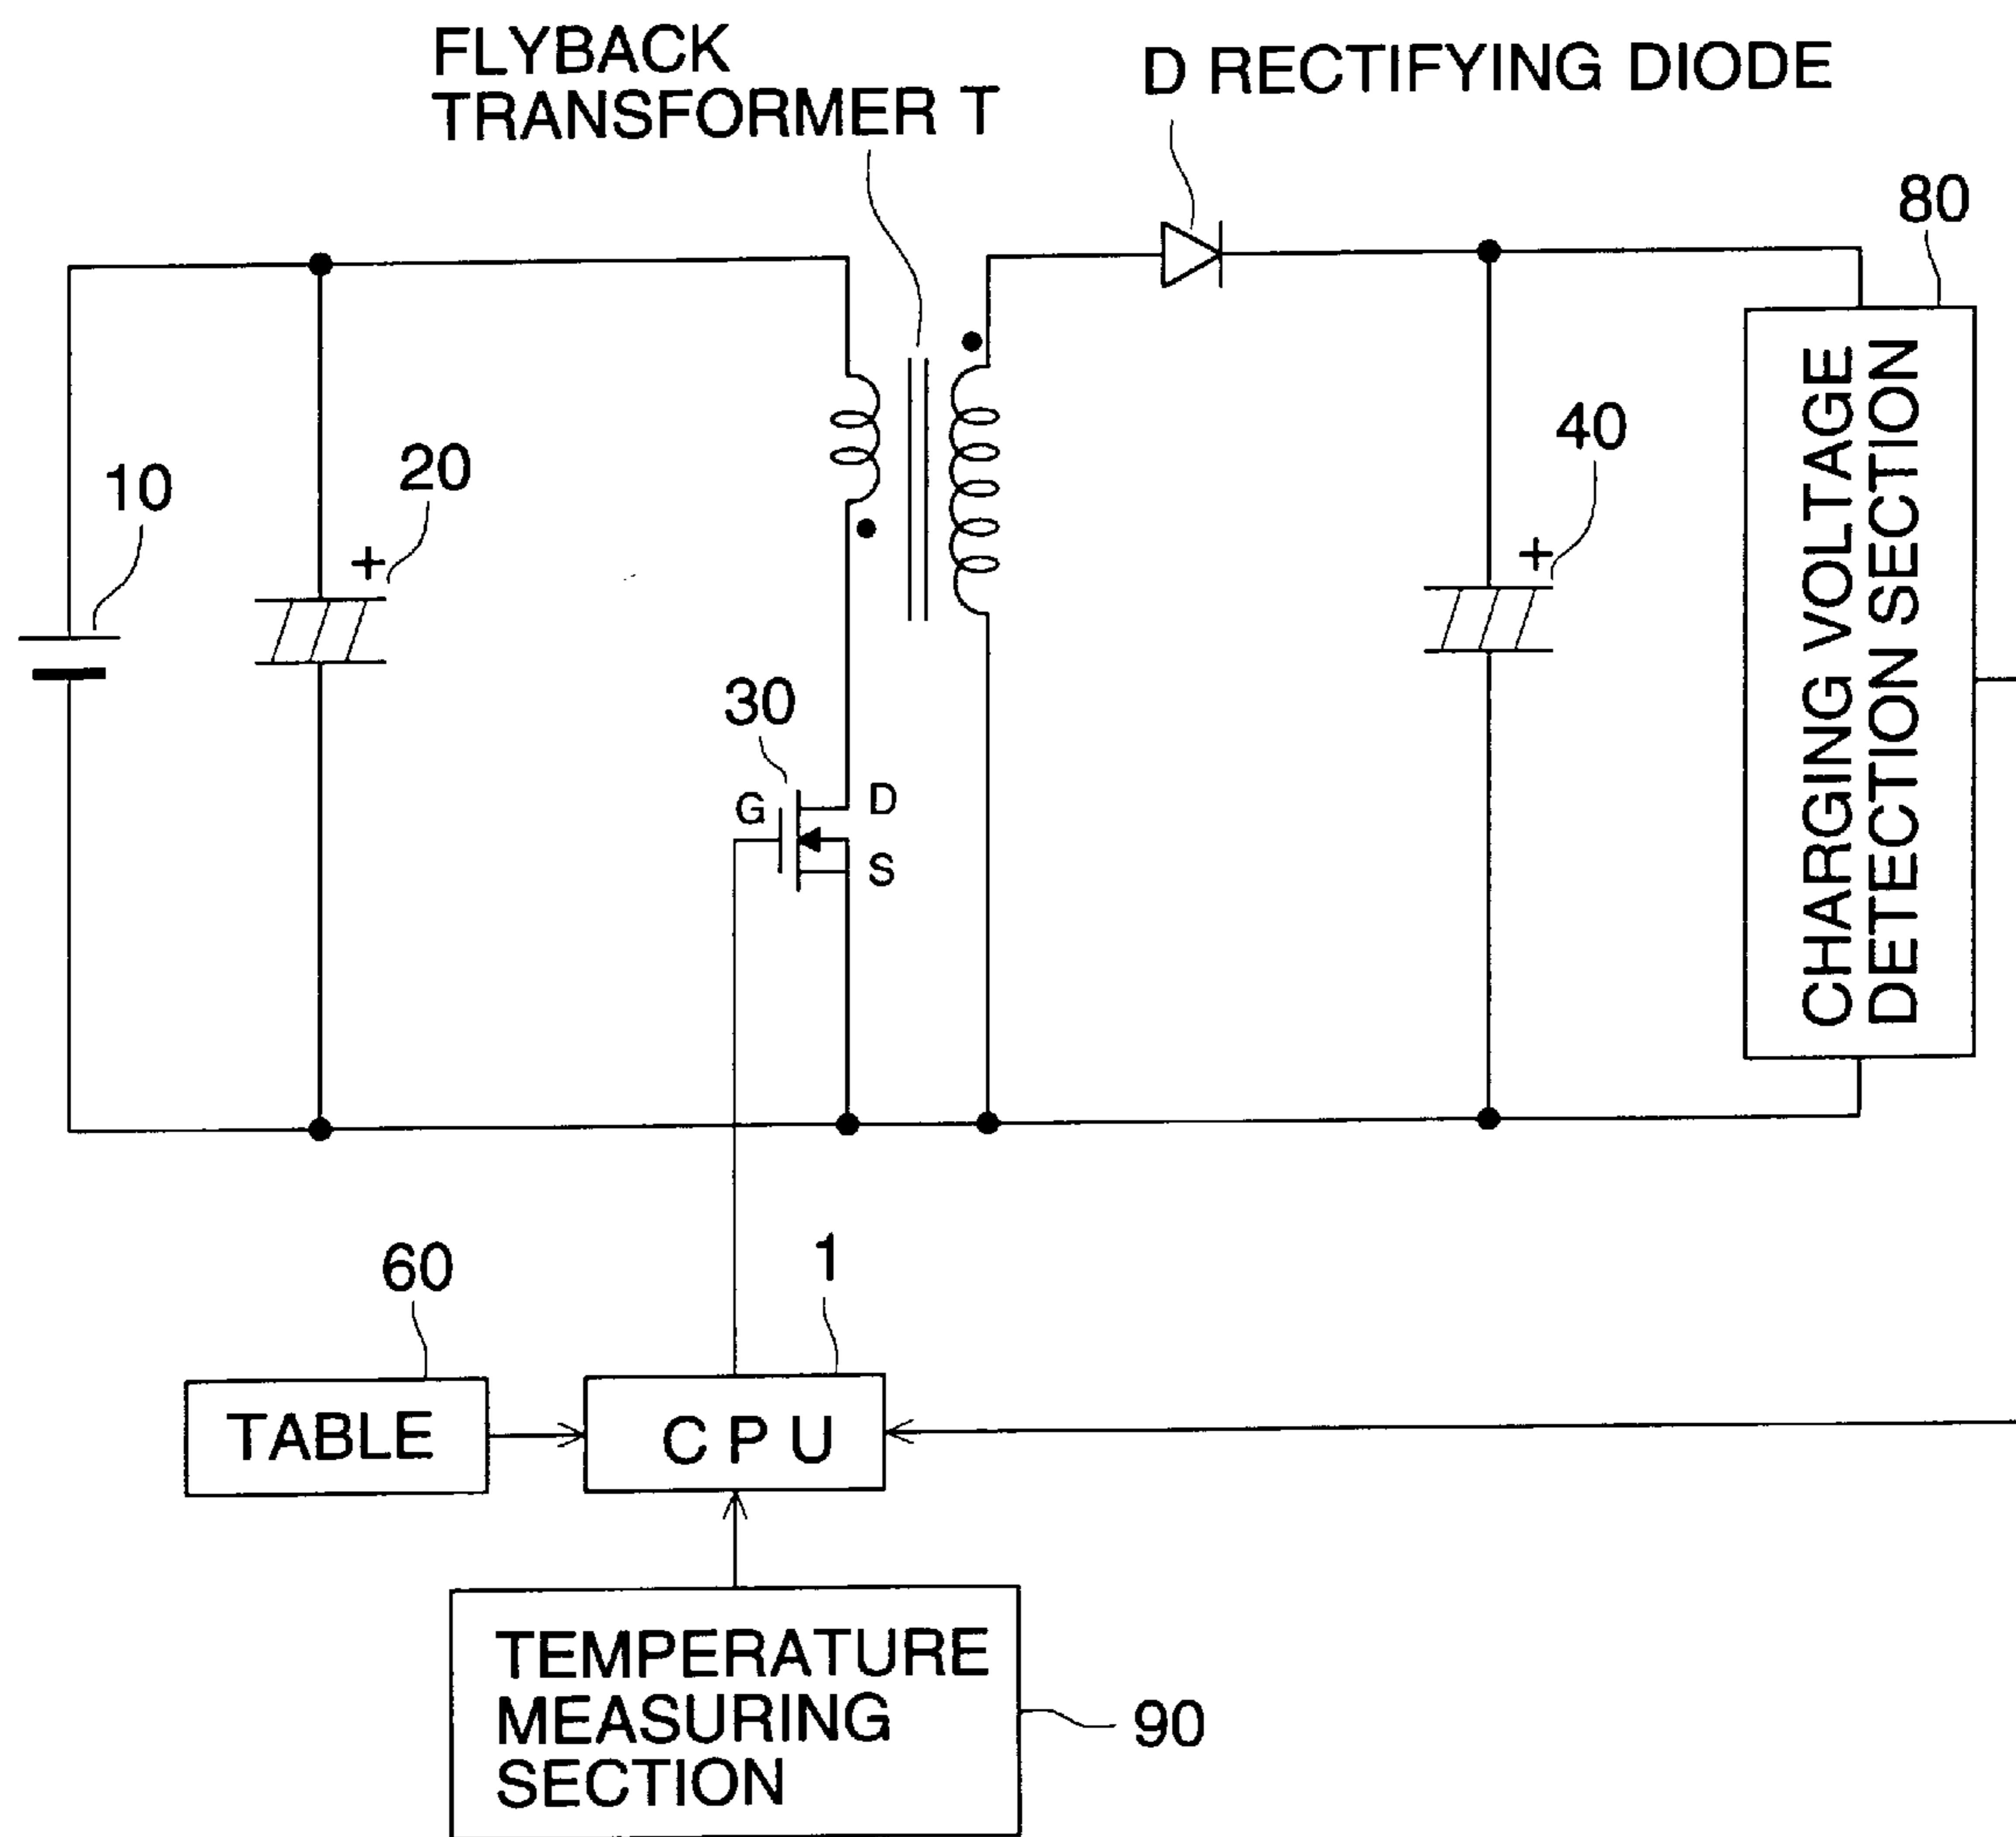 FLYBACK
TRANSFORMER T
D RECTIFYING DIODE
80
10
20
+
40
+
CHARGING VOLTAGE
DETECTION SECTION
30
G
D
S
60
1
TABLE
CPU
TEMPERATURE
MEASURING
SECTION
90